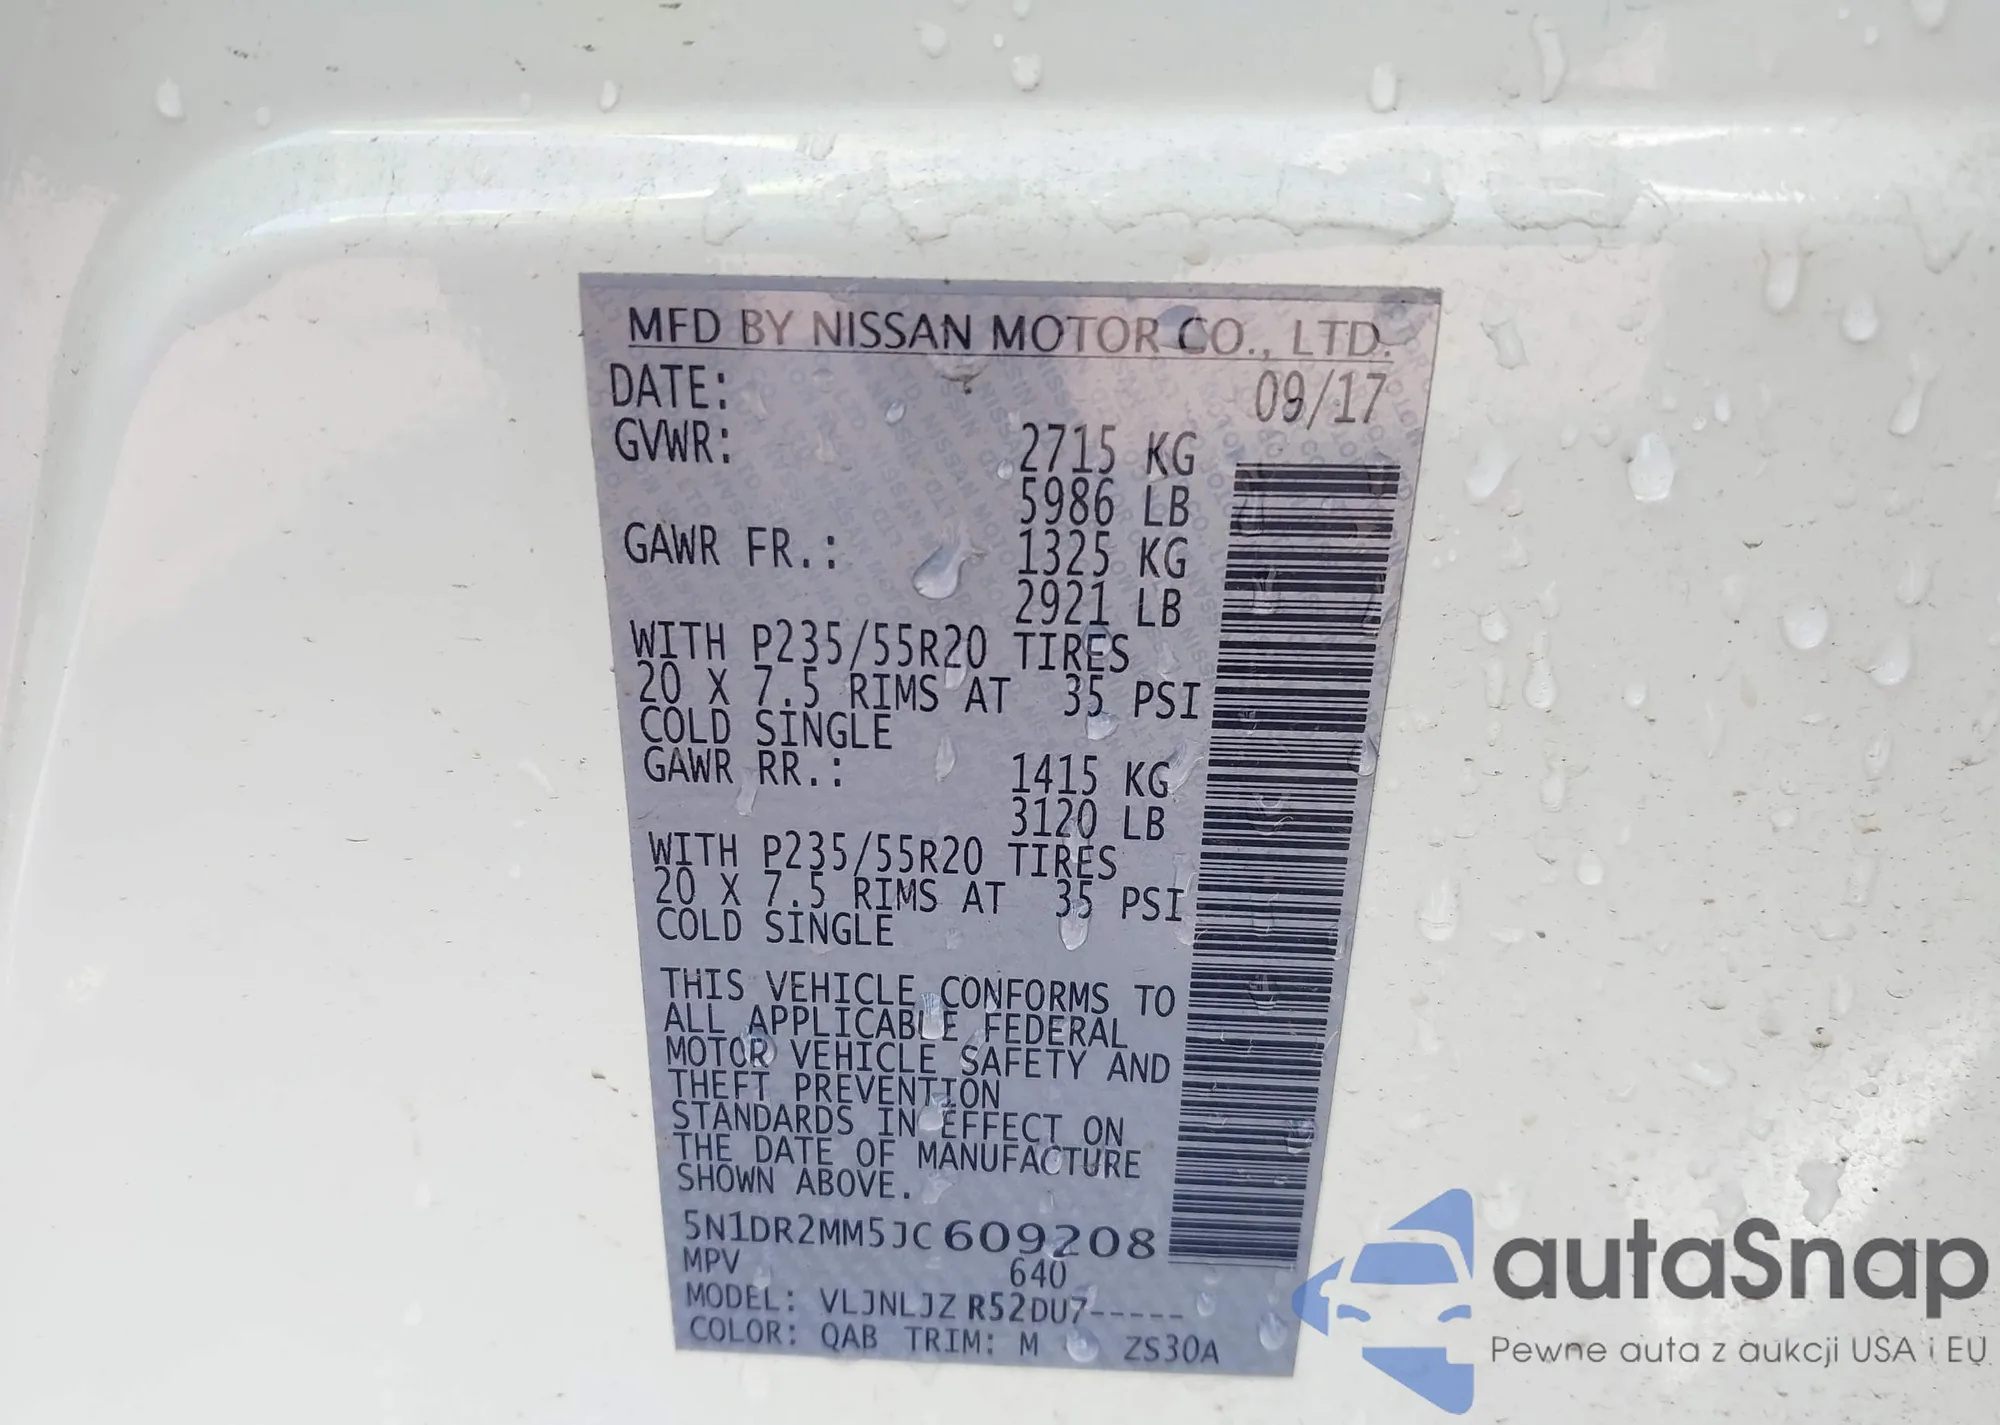 MFD BY NISSAN MOTOR CO., LTD.
DATE: 09/17
GVWR: 2715 KG
5986 LB
GAWR FR.: 1325 KG
2921 LB
WITH P235/55R20 TIRES
20 X 7.5 RIMS AT 35 PSI
COLD SINGLE
GAWR RR.: 1415 KG
3120 LB
WITH P235/55R20 TIRES
20 X 7.5 RIMS AT 35 PSI
COLD SINGLE
THIS VEHICLE CONFORMS TO
ALL APPLICABLE FEDERAL
MOTOR VEHICLE SAFETY AND
THEFT PREVENTION
STANDARDS IN EFFECT ON
THE DATE OF MANUFACTURE
SHOWN ABOVE.
5N1DR2MM5JC609208
MPV 640
MODEL: VLJNLJZ R52DU7-----
COLOR: QAB TRIM: M ZS30A
autaSnap
Pewne auta z aukcji USA i EU